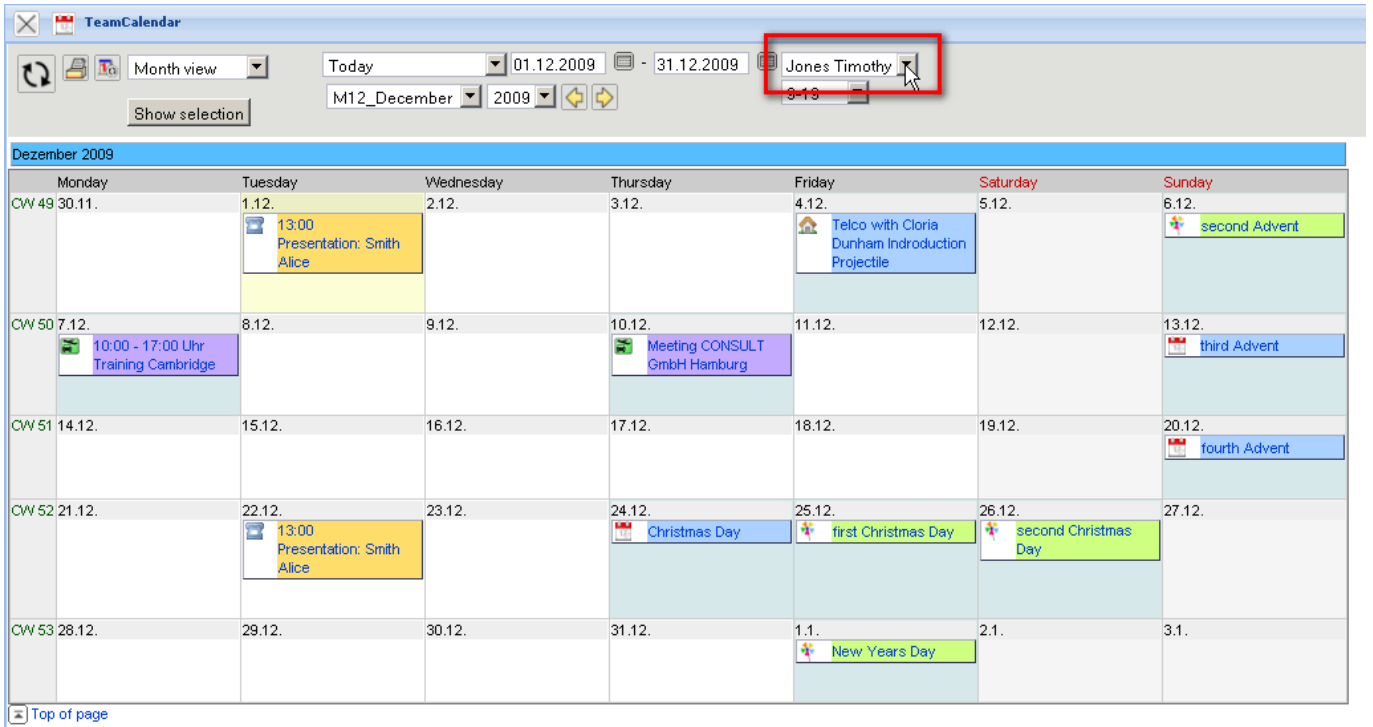 TeamCalendar
Month view
Today
01.12.2009 - 31.12.2009
Jones Timothy
M12_December
2009
9-19
Show selection
Dezember 2009
Monday Tuesday Wednesday Thursday Friday Saturday Sunday
CW 49 30.11. 1.12. 2.12. 3.12. 4.12. 5.12. 6.12.
13:00
Presentation: Smith
Alice
Telco with Cloria
Dunham Indroduction
Projectile
second Advent
CW 50 7.12. 8.12. 9.12. 10.12. 11.12. 12.12. 13.12.
10:00 - 17:00 Uhr
Training Cambridge
Meeting CONSULT
GmbH Hamburg
third Advent
CW 51 14.12. 15.12. 16.12. 17.12. 18.12. 19.12. 20.12.
fourth Advent
CW 52 21.12. 22.12. 23.12. 24.12. 25.12. 26.12. 27.12.
13:00
Presentation: Smith
Alice
Christmas Day
first Christmas Day
second Christmas
Day
CW 53 28.12. 29.12. 30.12. 31.12. 1.1. 2.1. 3.1.
New Years Day
Top of page